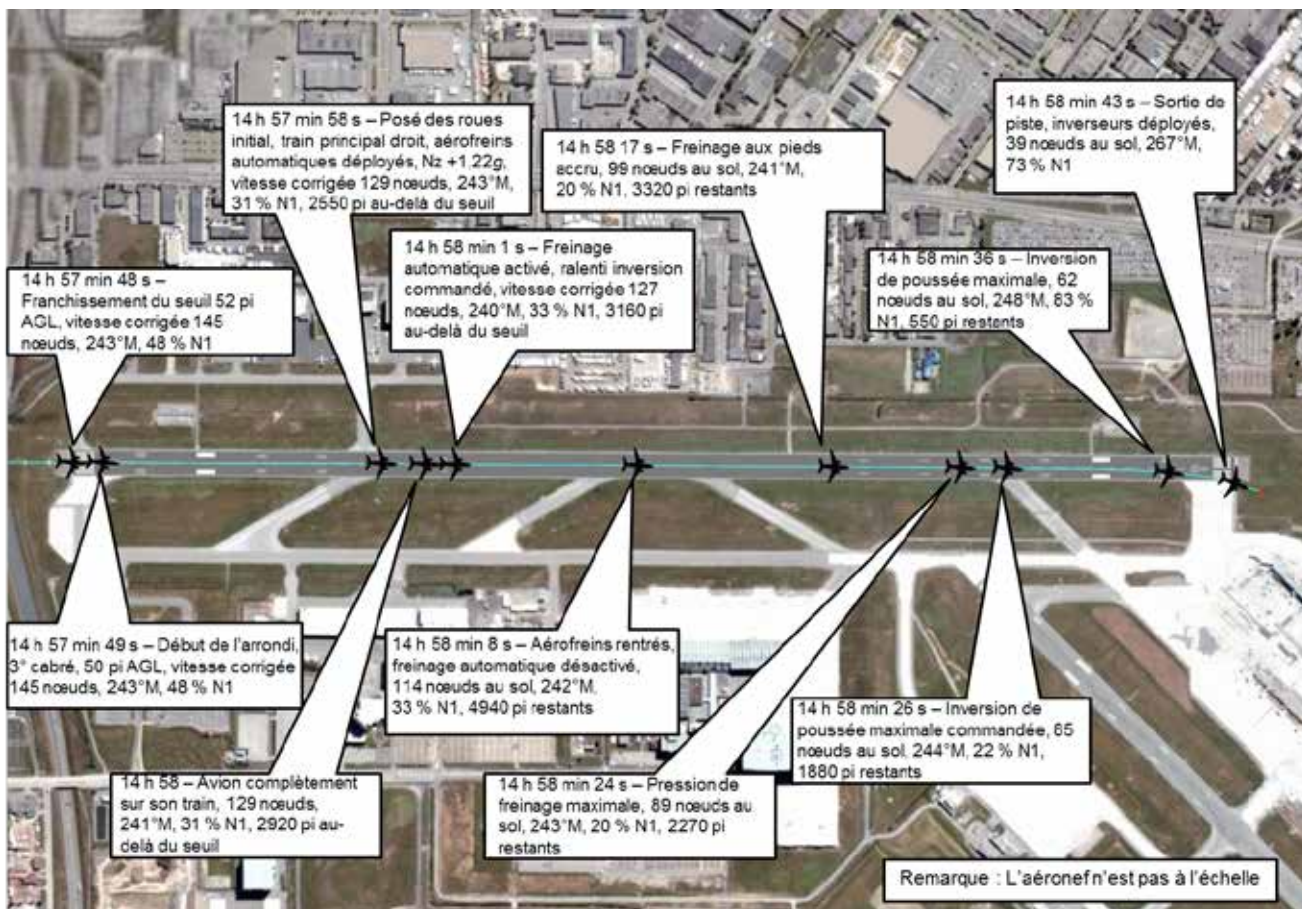 14 h 57 min 48 s – 
Franchissement du seuil 52 pi
AGL, vitesse corrigée 145
nœuds, 243°M, 48 % N1
14 h 57 min 49 s – Début de l'arrondi,
3° cabré, 50 pi AGL, vitesse corrigée
145 nœuds, 243°M, 48 % N1
14 h 57 min 58 s – Posé des roues
initial, train principal droit, aérofreins
automatiques déployés, Nz +1.22g,
vitesse corrigée 129 nœuds, 243°M,
31 % N1, 2550 pi au-delà du seuil
14 h 58 – Avion complètement
sur son train, 129 nœuds,
241°M, 31 % N1, 2920 pi au-
delà du seuil
14 h 58 min 1 s – Freinage
automatique activé, ralenti inversion
commandé, vitesse corrigée 127
nœuds, 240°M, 33 % N1, 3160 pi
au-delà du seuil
14 h 58 min 8 s – Aérofreins rentrés,
freinage automatique désactivé,
114 nœuds au sol, 242°M,
33 % N1, 4940 pi restants
14 h 58 17 s – Freinage aux pieds
accru, 99 nœuds au sol, 241°M,
20 % N1, 3320 pi restants
14 h 58 min 24 s – Pression de
freinage maximale, 89 nœuds au
sol, 243°M, 20 % N1, 2270 pi
restants
14 h 58 min 26 s – Inversion de
poussée maximale commandée, 85
nœuds au sol, 244°M, 22 % N1,
1880 pi restants
14 h 58 min 36 s – Inversion
de poussée maximale, 62
nœuds au sol, 248°M, 83 %
N1, 550 pi restants
14 h 58 min 43 s – Sortie de
piste, inverseurs déployés,
39 nœuds au sol, 267°M,
73 % N1
Remarque : L'aéronef n'est pas à l'échelle